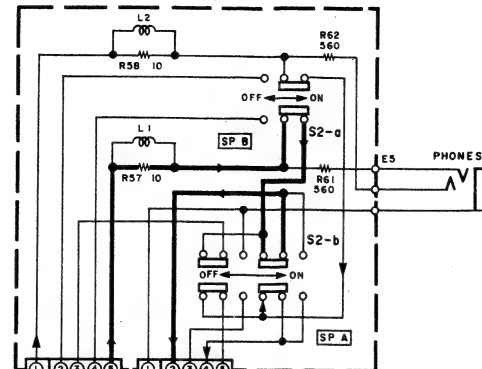 L2
R58 10
R62
560
OFF ON
S2-a
L1
SP B
R57 10
R61
560
E5
PHONES
S2-b
OFF ON
SP A
1 2 3 4 5
1 2 3 4 5